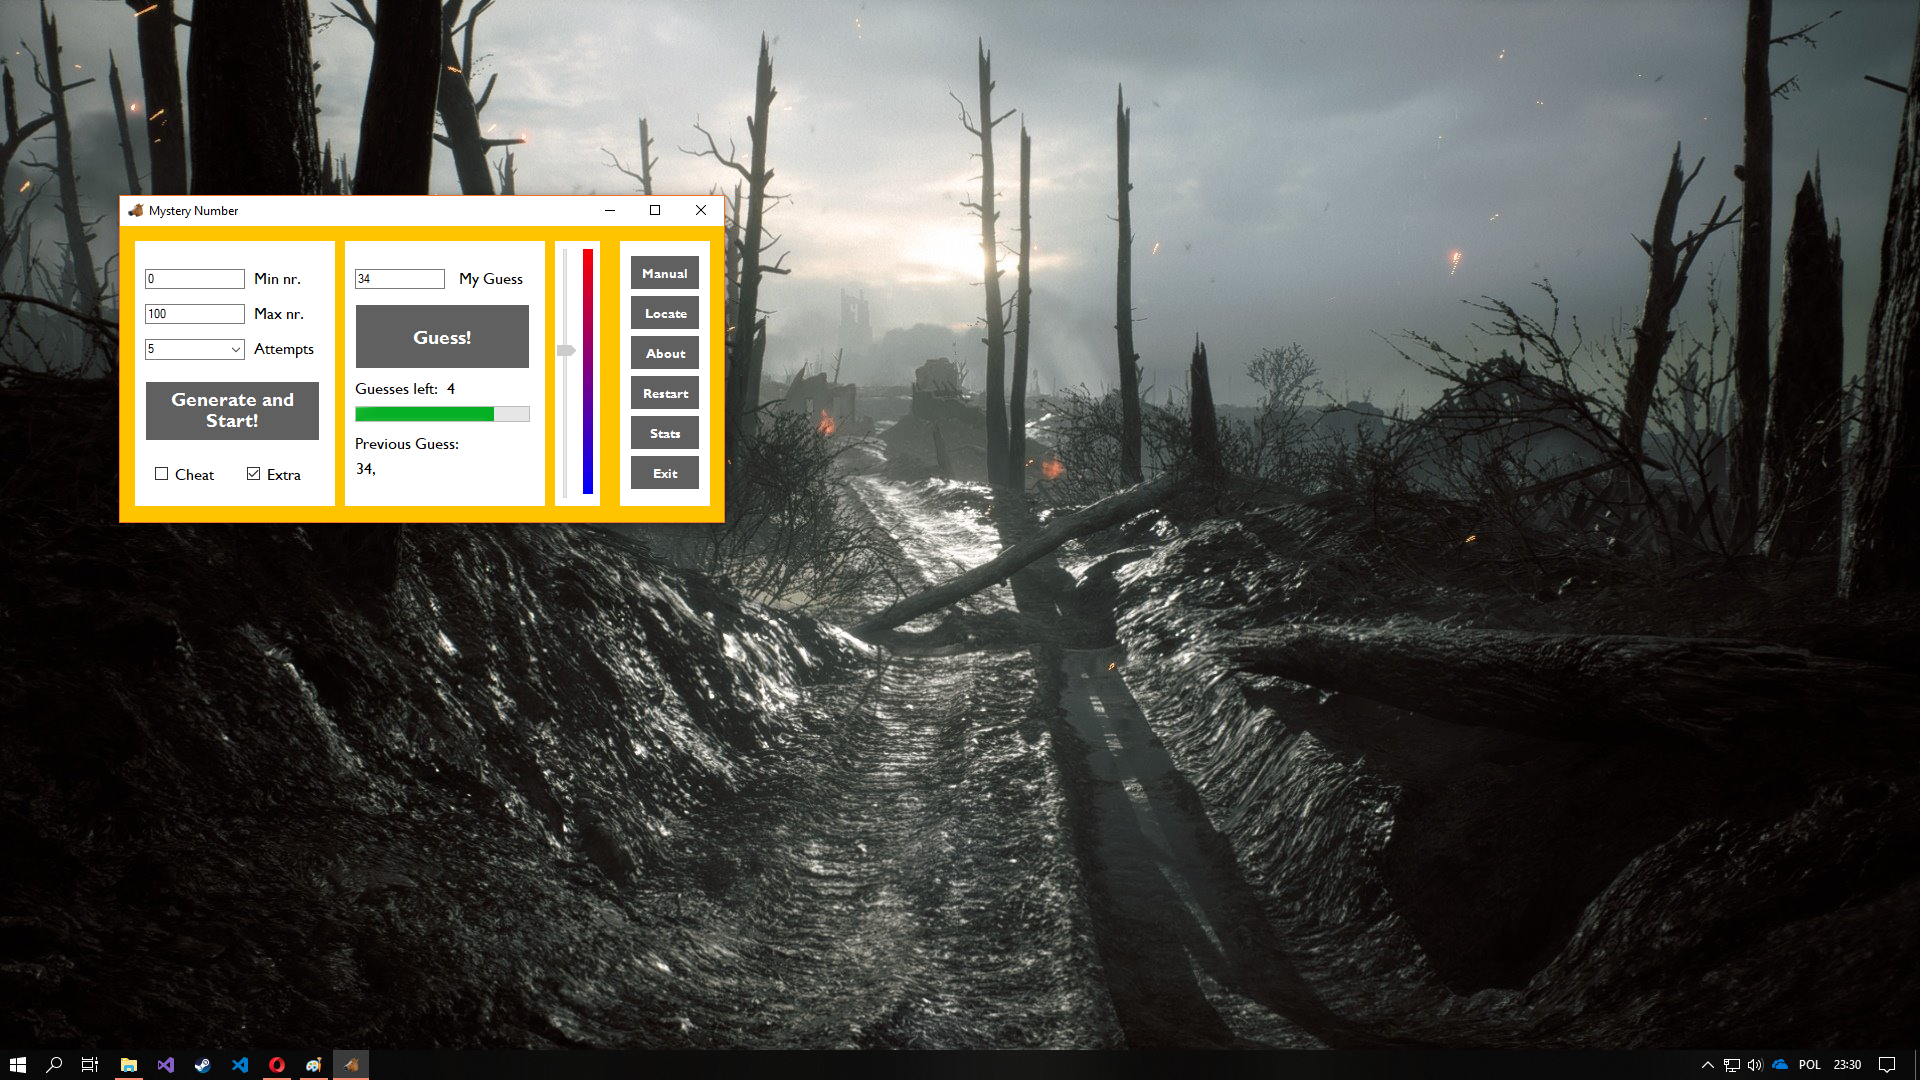 Mystery Number
0 Min nr.
100 Max nr.
5 Attempts
Generate and
Start!
Cheat Extra
34 My Guess
Guess!
Guesses left: 4
Previous Guess:
34,
Manual
Locate
About
Restart
Stats
Exit
POL 23:30